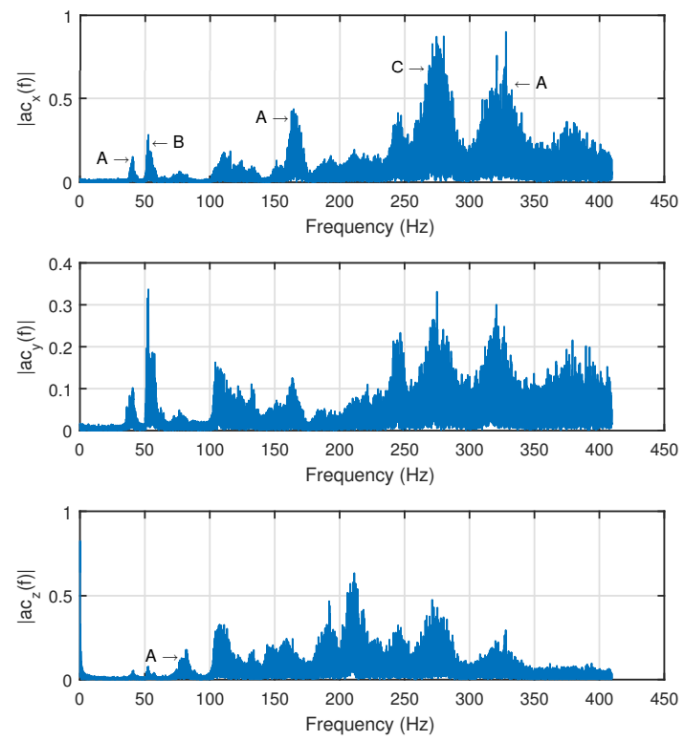 1
|ac_x(f)|
C →
← A
0.5
A →
A →
← B
0
0 50 100 150 200 250 300 350 400 450
Frequency (Hz)
0.4
0.3
|ac_y(f)|
0.2
0.1
0
0 50 100 150 200 250 300 350 400 450
Frequency (Hz)
1
|ac_z(f)|
0.5
A →
0
0 50 100 150 200 250 300 350 400 450
Frequency (Hz)